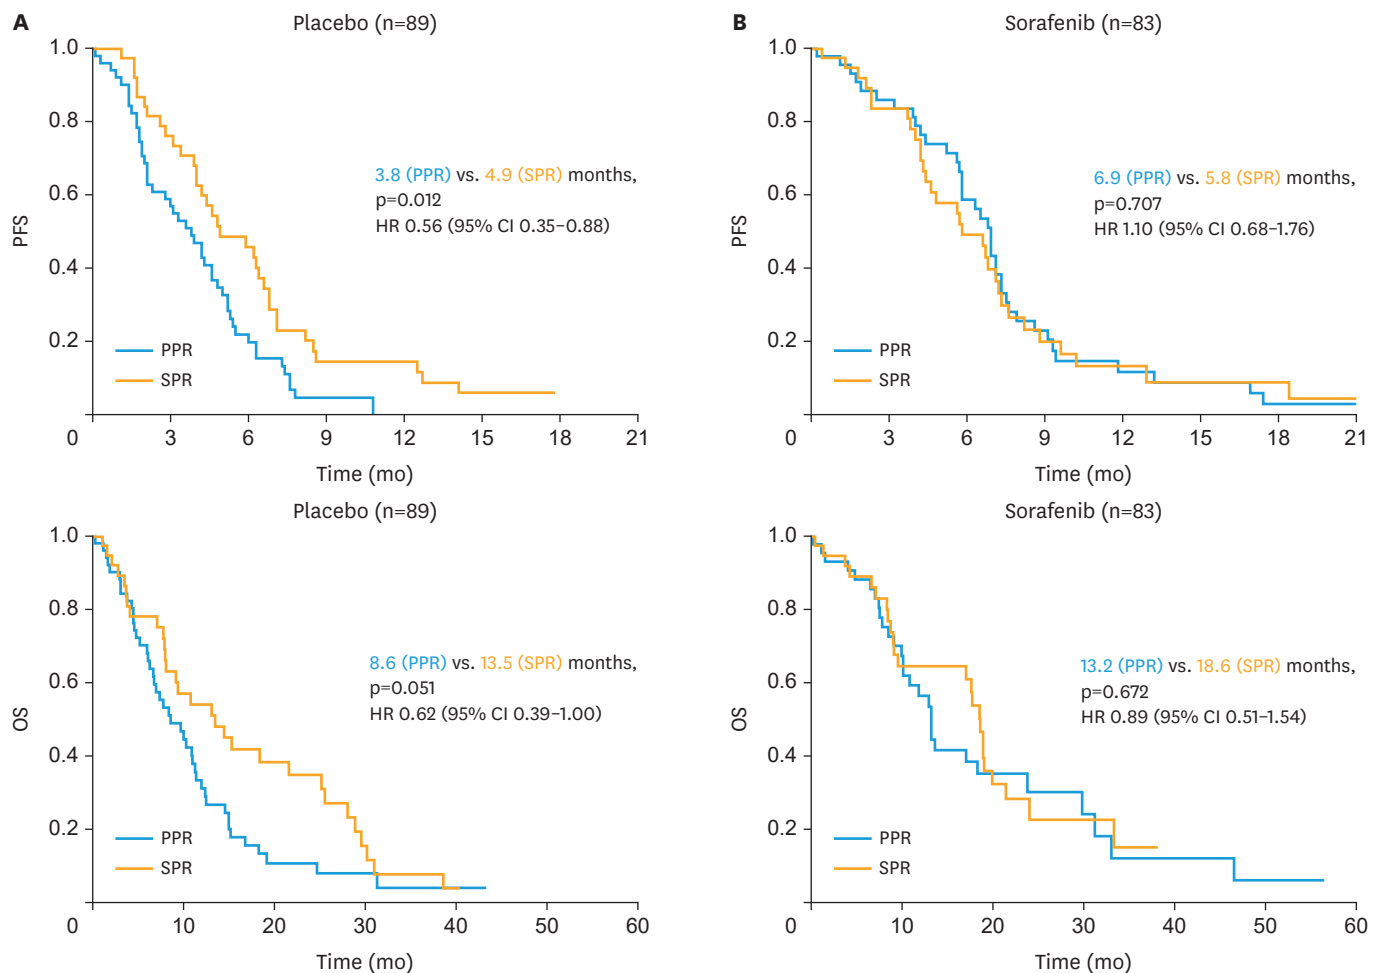 A
Placebo (n=89)
1.0
0.8
0.6
0.4
0.2
0
PFS
3.8 (PPR) vs. 4.9 (SPR) months,
p=0.012
HR 0.56 (95% CI 0.35–0.88)
PPR
SPR
3 6 9 12 15 18 21
Time (mo)
B
Sorafenib (n=83)
1.0
0.8
0.6
0.4
0.2
0
PFS
6.9 (PPR) vs. 5.8 (SPR) months,
p=0.707
HR 1.10 (95% CI 0.68–1.76)
PPR
SPR
3 6 9 12 15 18 21
Time (mo)
Placebo (n=89)
1.0
0.8
0.6
0.4
0.2
0
OS
8.6 (PPR) vs. 13.5 (SPR) months,
p=0.051
HR 0.62 (95% CI 0.39–1.00)
PPR
SPR
10 20 30 40 50 60
Time (mo)
Sorafenib (n=83)
1.0
0.8
0.6
0.4
0.2
0
OS
13.2 (PPR) vs. 18.6 (SPR) months,
p=0.672
HR 0.89 (95% CI 0.51–1.54)
PPR
SPR
10 20 30 40 50 60
Time (mo)